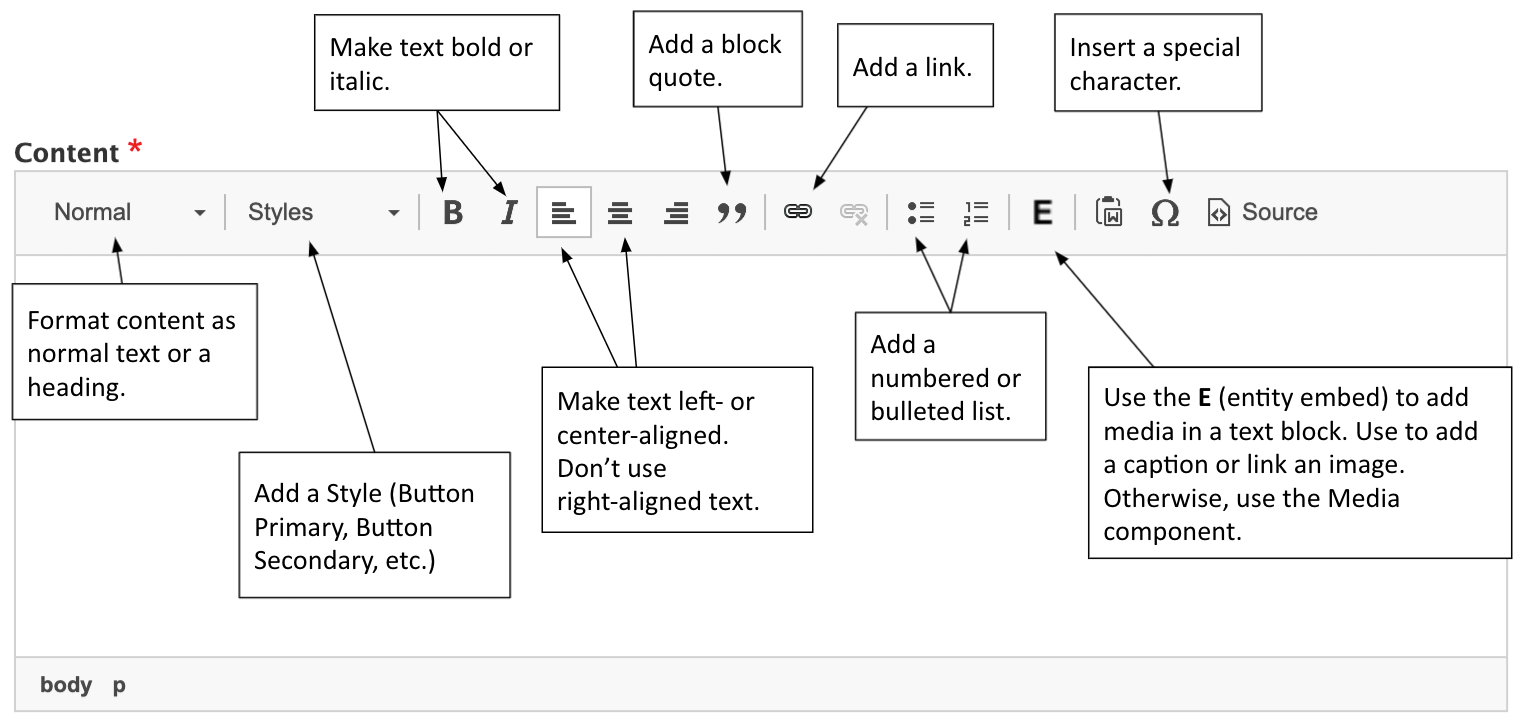 Make text bold or
italic.
Add a block
quote.
Add a link.
Insert a special
character.
Content *
Normal
Styles
B
I
E
Ω
Source
Format content as
normal text or a
heading.
Add a Style (Button
Primary, Button
Secondary, etc.)
Make text left- or
center-aligned.
Don’t use
right-aligned text.
Add a
numbered or
bulleted list.
Use the E (entity embed) to add
media in a text block. Use to add
a caption or link an image.
Otherwise, use the Media
component.
body p